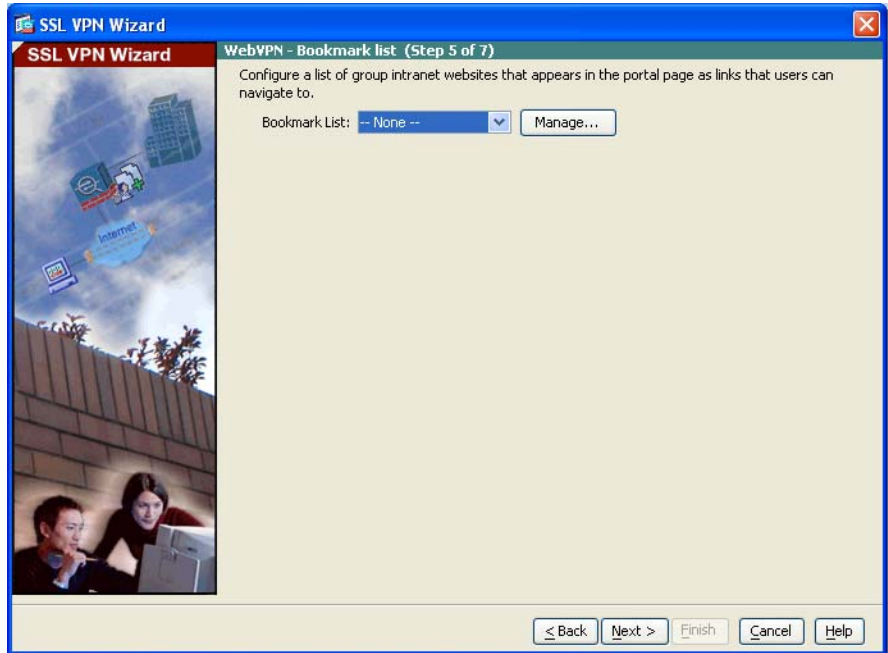 SSL VPN Wizard
SSL VPN Wizard
WebVPN - Bookmark list (Step 5 of 7)
Configure a list of group intranet websites that appears in the portal page as links that users can
navigate to.
Bookmark List: -- None -- Manage...
Internet
< Back Next > Finish Cancel Help